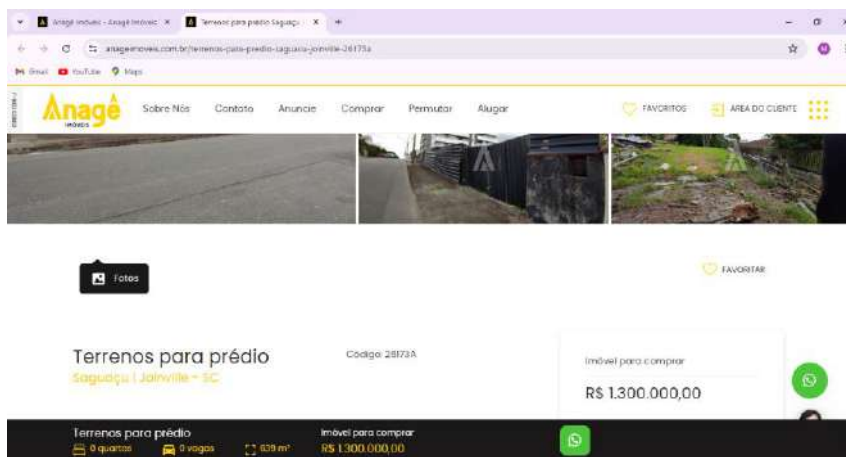 Anagê Imóveis - Anagê Imóveis
Terrenos para prédio Saguaçu
anageimoveis.com.br/terrenos-para-predio-saguacu-joinville-26173a
Gmail YouTube Maps
Anagê
IMÓVEIS
Sobre Nós Contato Anuncie Comprar Permutar Alugar FAVORITOS ÁREA DO CLIENTE
Fotos
FAVORITAR
Terrenos para prédio
Código: 26173A
Saguaçu | Joinville - SC
Imóvel para comprar
R$ 1.300.000,00
Terrenos para prédio
Imóvel para comprar
0 quartos 0 vagas 639 m²
R$ 1.300.000,00